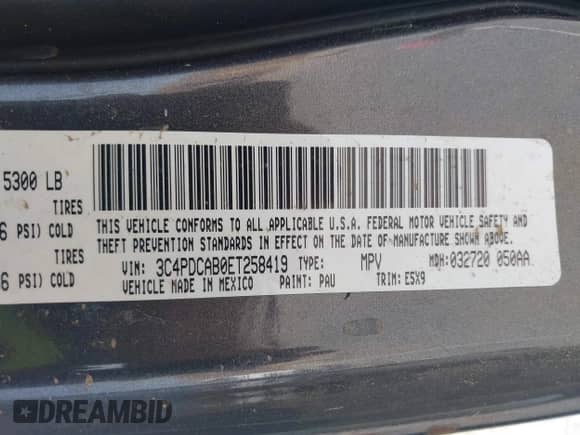 5300 LB
TIRES
6 PSI) COLD
TIRES
6 PSI) COLD
THIS VEHICLE CONFORMS TO ALL APPLICABLE U.S.A. FEDERAL MOTOR VEHICLE SAFETY AND
THEFT PREVENTION STANDARDS IN EFFECT ON THE DATE OF MANUFACTURE SHOWN ABOVE.
VIN: 3C4PDCAB0ET258419 TYPE: MPV MDH:032720 050AA
VEHICLE MADE IN MEXICO PAINT: PAU TRIM: E5X9
DREAMBID